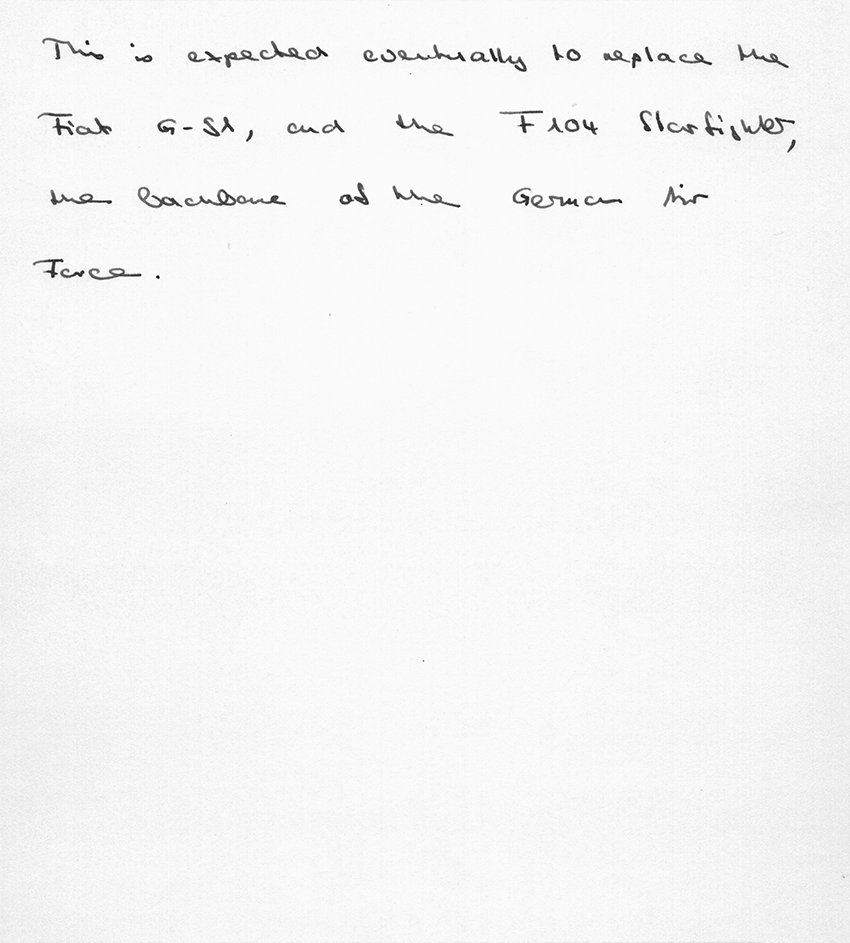 This is expected eventually to replace the
Fiat G-91, and the F104 Starfighter,
the backbone of the German Air
Force.